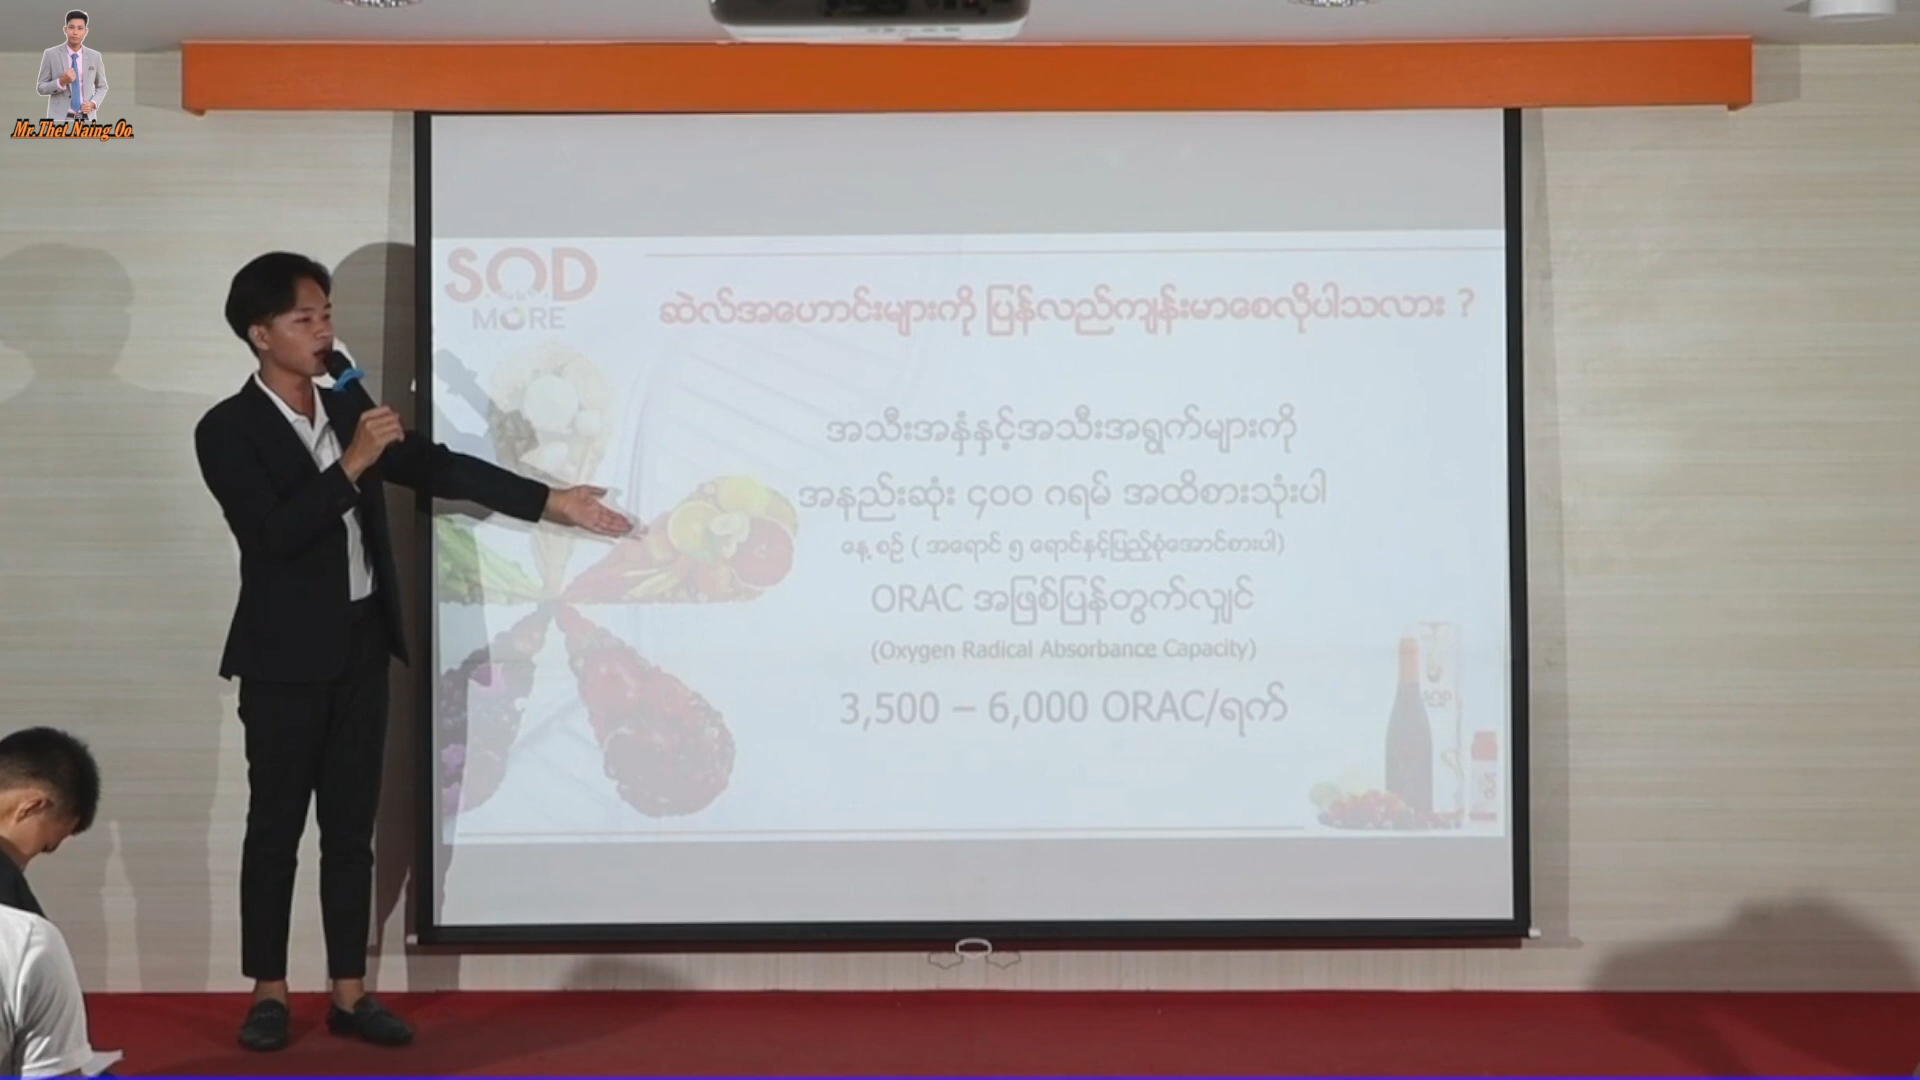 Mr.Thet Naing Oo
SOD
MORE
ဆဲလ်အဟောင်းများကို ပြန်လည်ကျန်းမာစေလိုပါသလား ?
အသီးအနှံနှင့်အသီးအရွက်များကို
အနည်းဆုံး ၄၀၀ ဂရမ် အထိစားသုံးပါ
နေ့ စဉ် ( အရောင် ၅ ရောင်နှင့်ပြည့်စုံအောင်စားပါ)
ORAC အဖြစ်ပြန်တွက်လျှင်
(Oxygen Radical Absorbance Capacity)
3,500 – 6,000 ORAC/ရက်
SOD